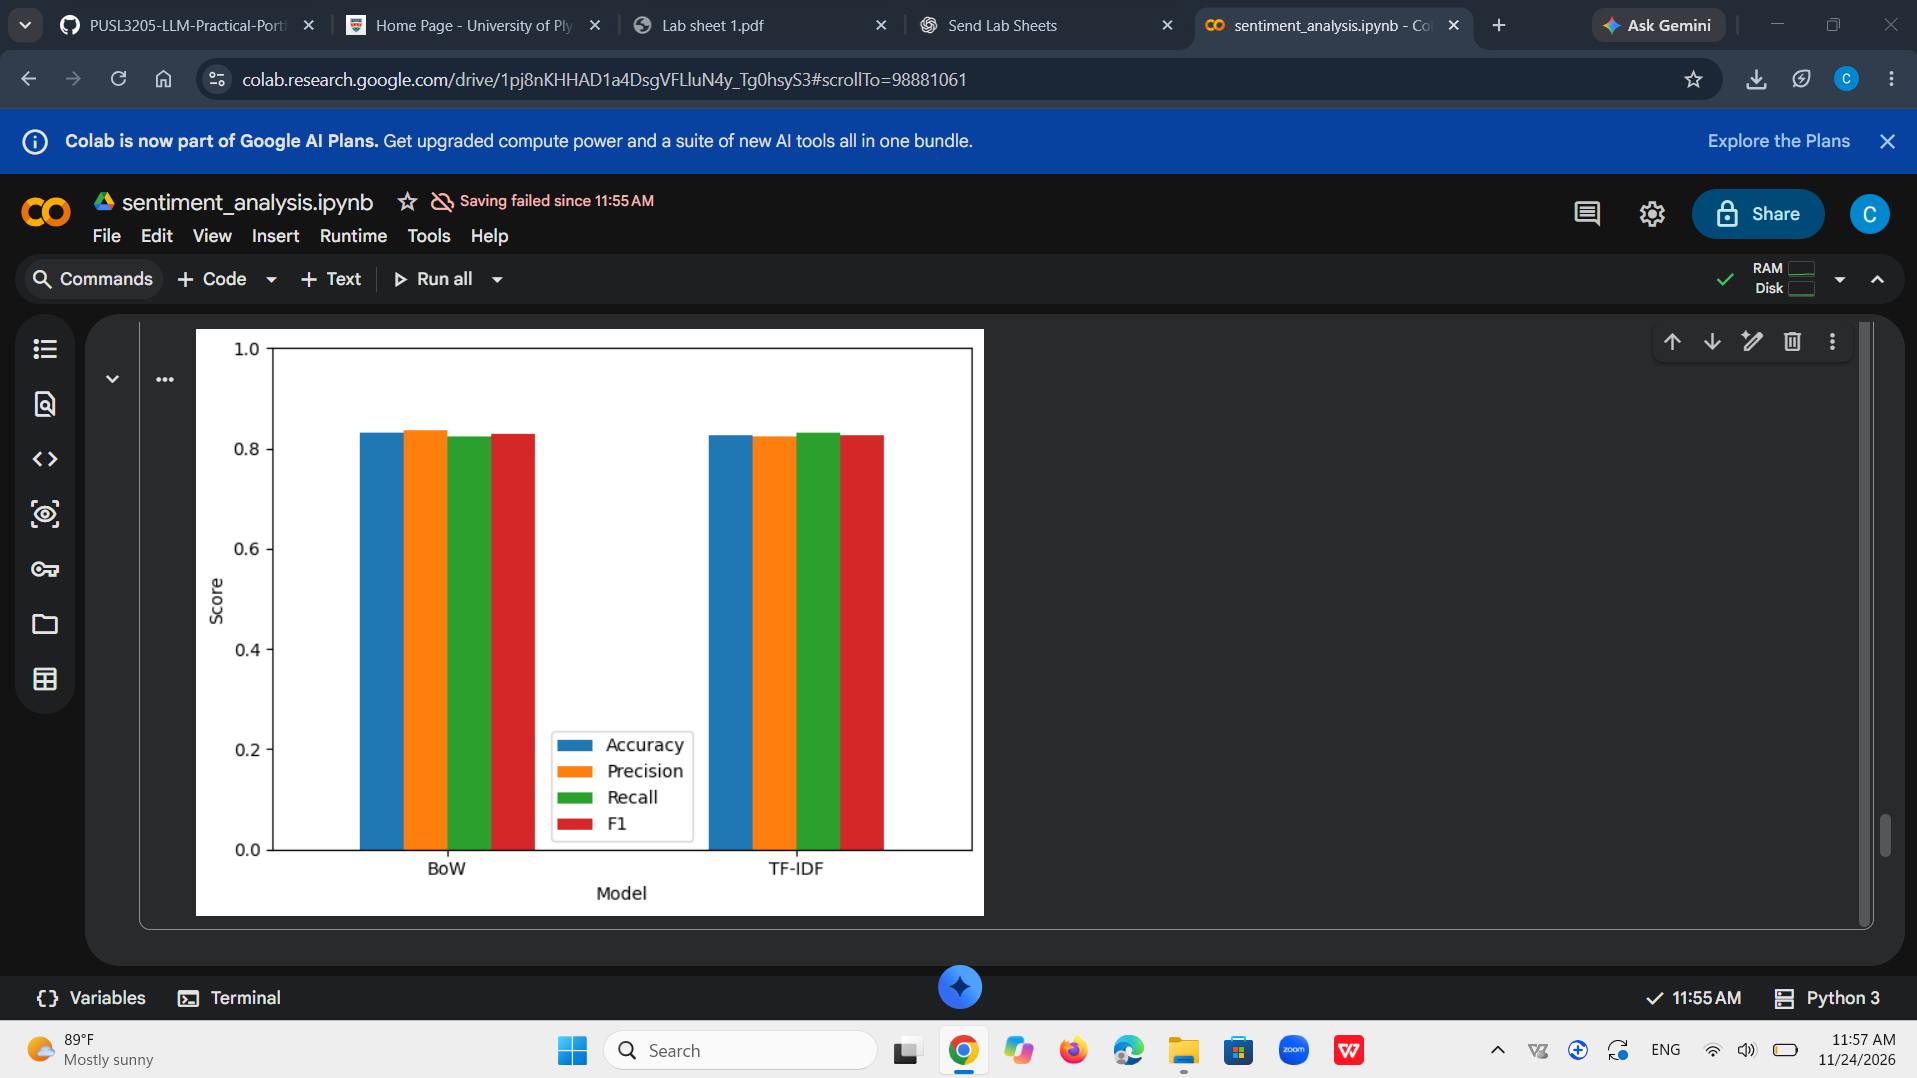 PUSL3205-LLM-Practical-Portf
Home Page - University of Ply
Lab sheet 1.pdf
Send Lab Sheets
sentiment_analysis.ipynb - Co
Ask Gemini
colab.research.google.com/drive/1pj8nKHHAD1a4DsgVFLluN4y_Tg0hsyS3#scrollTo=98881061
C
Colab is now part of Google AI Plans. Get upgraded compute power and a suite of new AI tools all in one bundle.
Explore the Plans
sentiment_analysis.ipynb
Saving failed since 11:55 AM
Share
C
File Edit View Insert Runtime Tools Help
Commands + Code + Text Run all
RAM
Disk
1.0
0.8
0.6
0.4
0.2
0.0
Score
Accuracy
Precision
Recall
F1
BoW
TF-IDF
Model
Variables
Terminal
11:55 AM
Python 3
89°F
Mostly sunny
Search
zoom
ENG
11:57 AM
11/24/2026